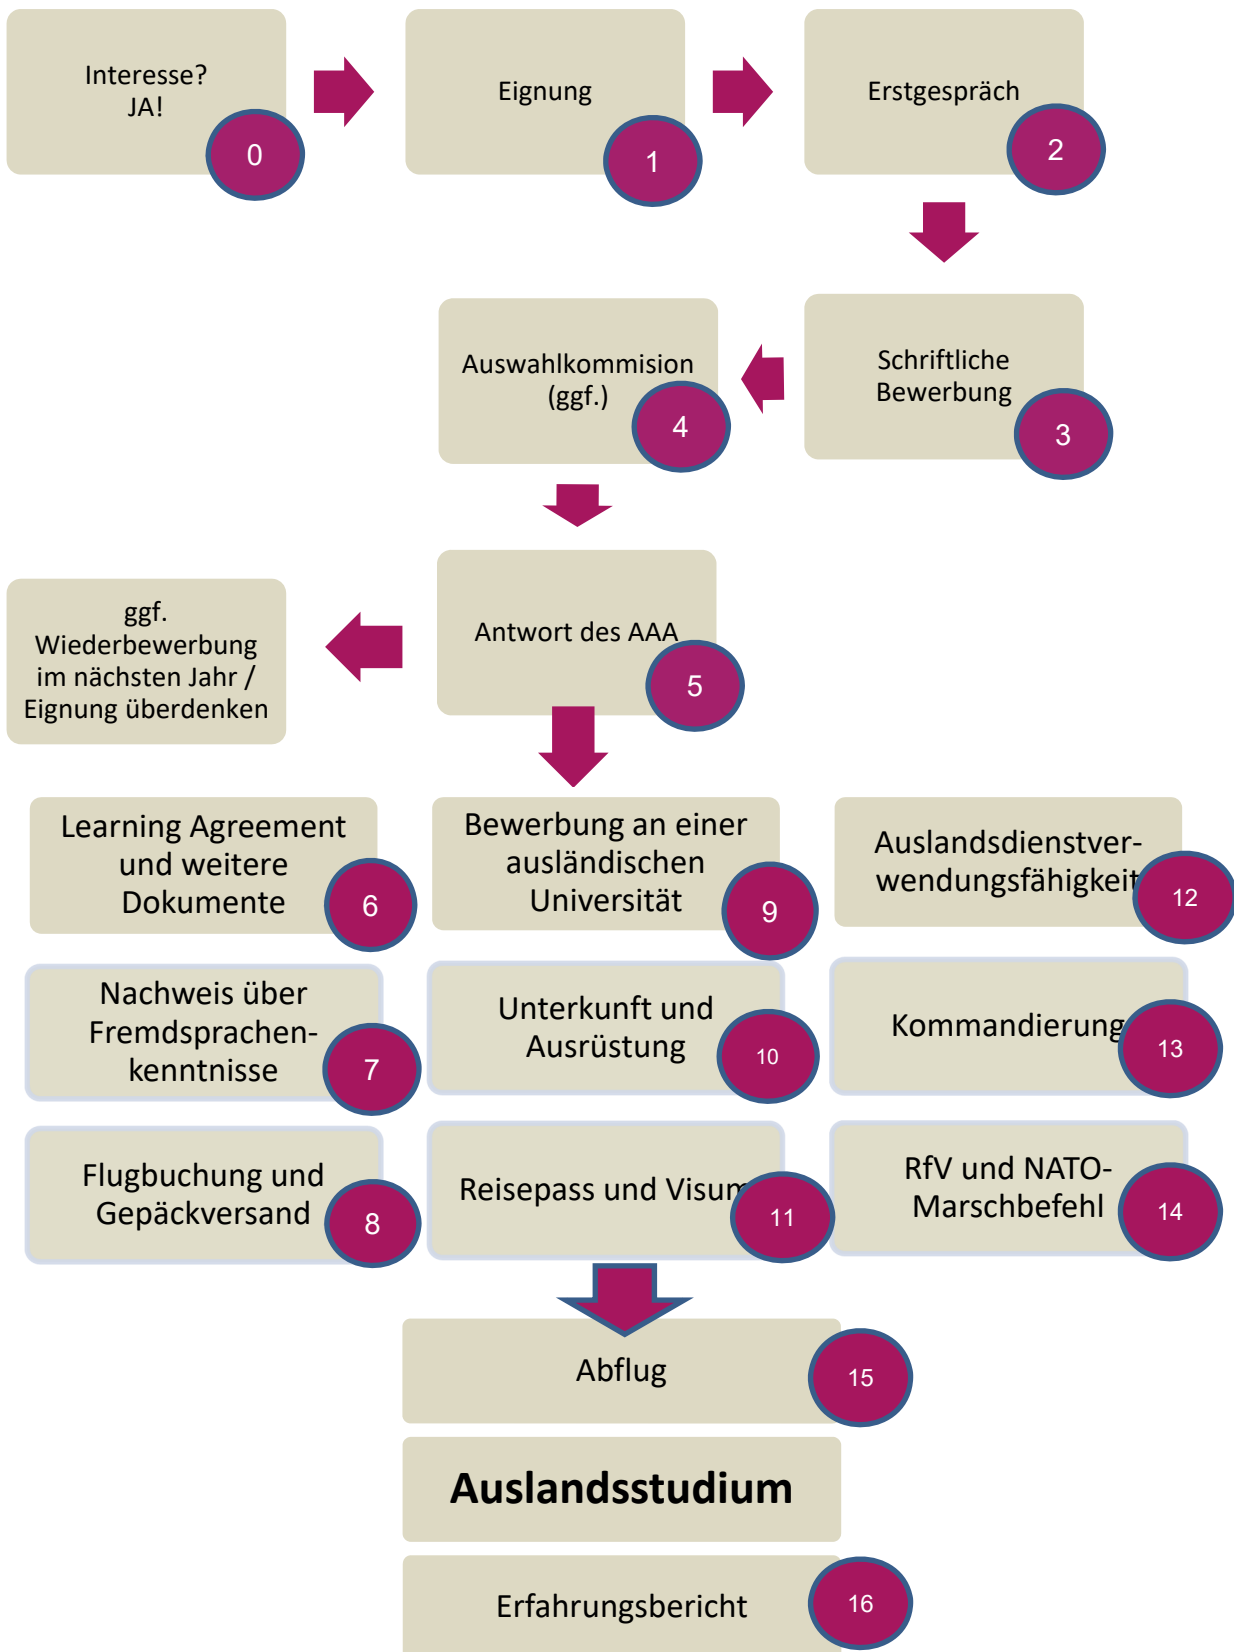 Interesse?
JA!
0
Eignung
1
Erstgespräch
2
Schriftliche
Bewerbung
3
Auswahlkommision
(ggf.)
4
Antwort des AAA
5
ggf.
Wiederbewerbung
im nächsten Jahr /
Eignung überdenken
Learning Agreement
und weitere
Dokumente
6
Nachweis über
Fremdsprachen-
kenntnisse
7
Flugbuchung und
Gepäckversand
8
Bewerbung an einer
ausländischen
Universität
9
Unterkunft und
Ausrüstung
10
Reisepass und Visum
11
Auslandsdienstver-
wendungsfähigkeit
12
Kommandierung
13
RfV und NATO-
Marschbefehl
14
Abflug
15
Auslandsstudium
Erfahrungsbericht
16